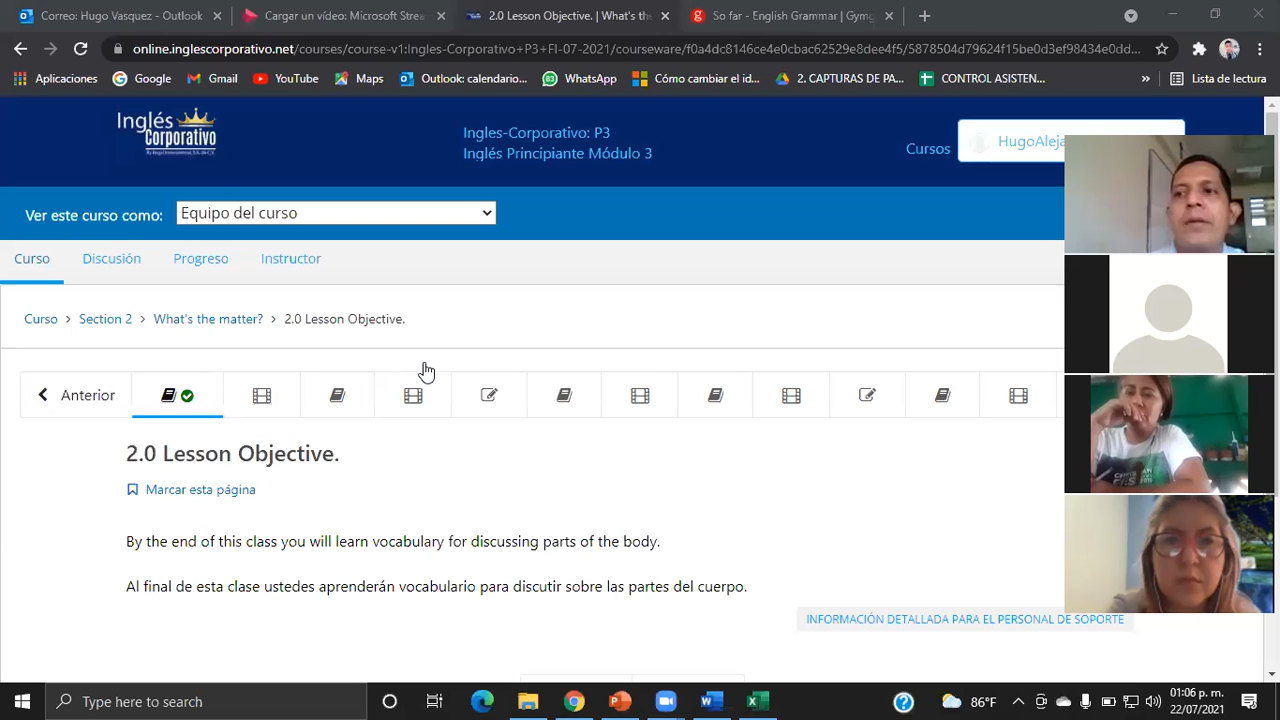 Correo: Hugo Vasquez - Outlook
Cargar un vídeo: Microsoft Strea
2.0 Lesson Objective. | What's the
So far - English Grammar | Gymg
online.inglescorporativo.net/courses/course-v1:Ingles-Corporativo+P3+FI-07-2021/courseware/f0a4dc8146ce4e0cbac62529e8dee4f5/5878504d79624f15be0d3ef98434e0dd...
Aplicaciones
Google
Gmail
YouTube
Maps
Outlook: calendario...
WhatsApp
Cómo cambiar el id...
2. CAPTURAS DE PA...
CONTROL ASISTEN...
»
Lista de lectura
Inglés
Corporativo
Ingles-Corporativo: P3
Inglés Principiante Módulo 3
Cursos
HugoAleja
Ver este curso como:
Equipo del curso
Curso
Discusión
Progreso
Instructor
Curso > Section 2 > What's the matter? > 2.0 Lesson Objective.
Anterior
2.0 Lesson Objective.
Marcar esta página
By the end of this class you will learn vocabulary for discussing parts of the body.
Al final de esta clase ustedes aprenderán vocabulario para discutir sobre las partes del cuerpo.
INFORMACIÓN DETALLADA PARA EL PERSONAL DE SOPORTE
Type here to search
86°F
01:06 p. m.
22/07/2021